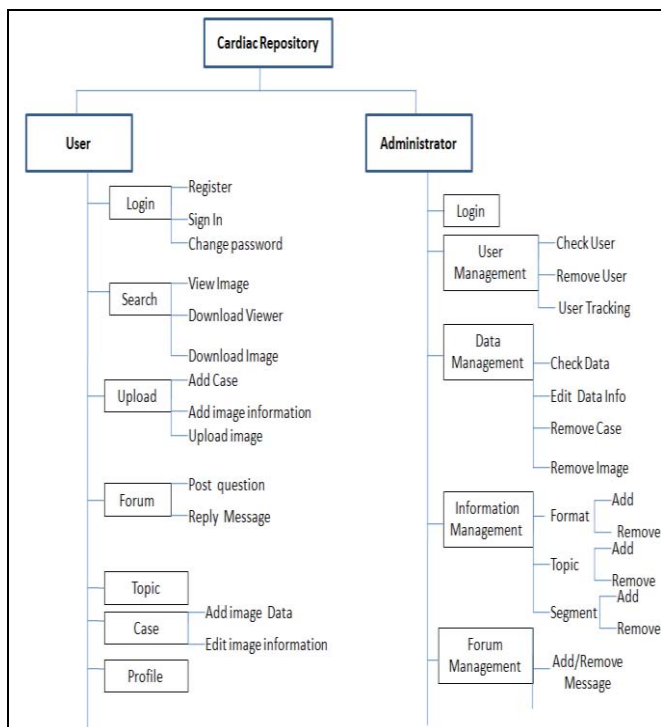 Cardiac Repository
User
Login
Register
Sign In
Change password
Search
View Image
Download Viewer
Download Image
Upload
Add Case
Add image information
Upload image
Forum
Post question
Reply Message
Topic
Case
Add image Data
Edit image information
Profile
Administrator
Login
User
Management
Check User
Remove User
User Tracking
Data
Management
Check Data
Edit Data Info
Remove Case
Remove Image
Information
Management
Format
Add
Remove
Topic
Add
Remove
Segment
Add
Remove
Forum
Management
Add/Remove
Message